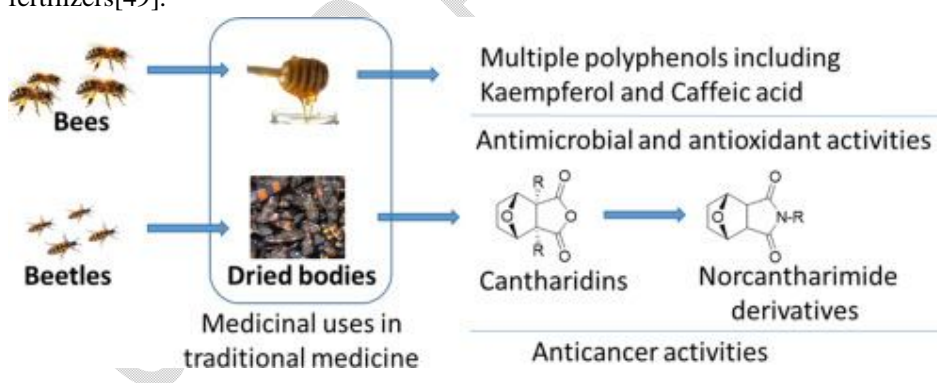 fertilizers[49].
Multiple polyphenols including
Kaempferol and Caffeic acid
Bees
Antimicrobial and antioxidant activities
R
O
O
O
O
R
O
O
N-R
O
Beetles
Dried bodies
Cantharidins
Norcantharimide
derivatives
Medicinal uses in
traditional medicine
Anticancer activities